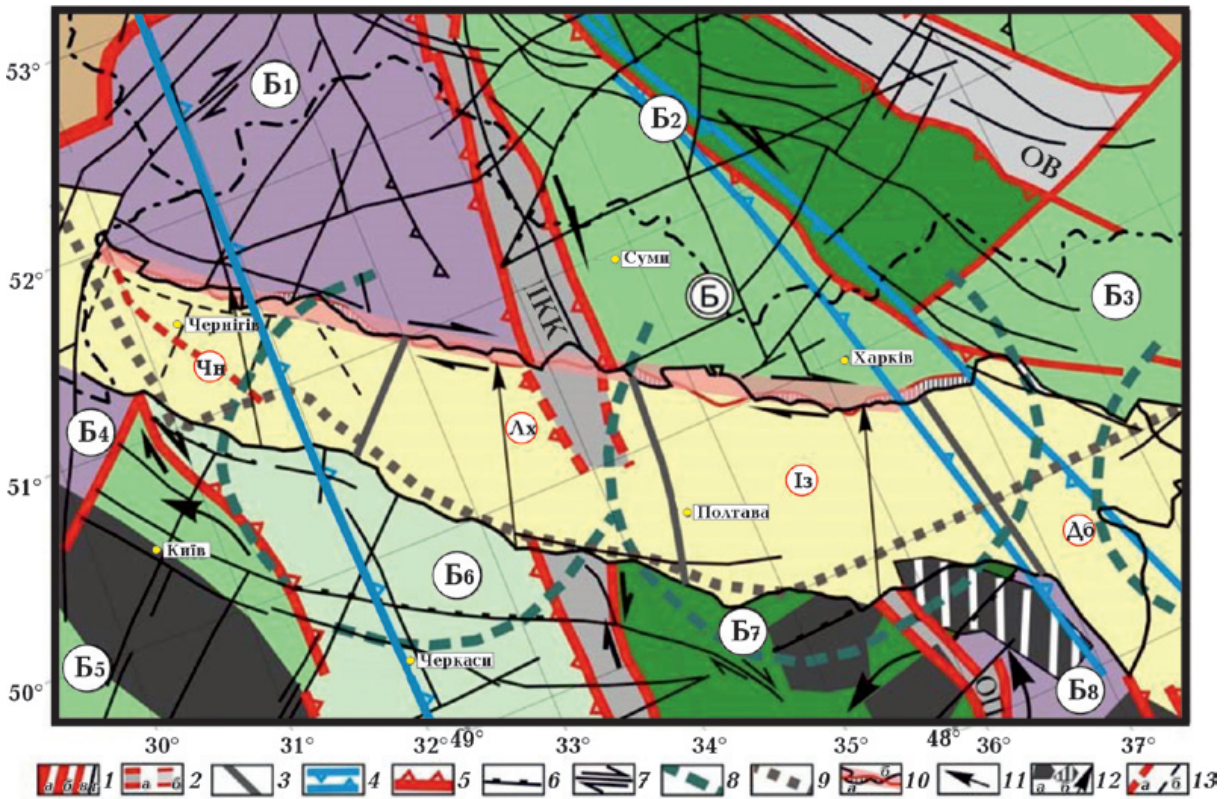 53°
52°
51°
50°
Б1
Б2
ОВ
Б3
ІКК
Суми
Б
Чернігів
Чн
Харків
Б4
Лх
Із
Полтава
Дб
Київ
Б6
Б7
Б5
Черкаси
ОП
Б8
30° 31° 32° 49° 33° 34° 35° 48° 36° 37°
а б в г 1 а б 2 3 4 5 6 7 8 9 а б 10 11 а б 12 а б 13